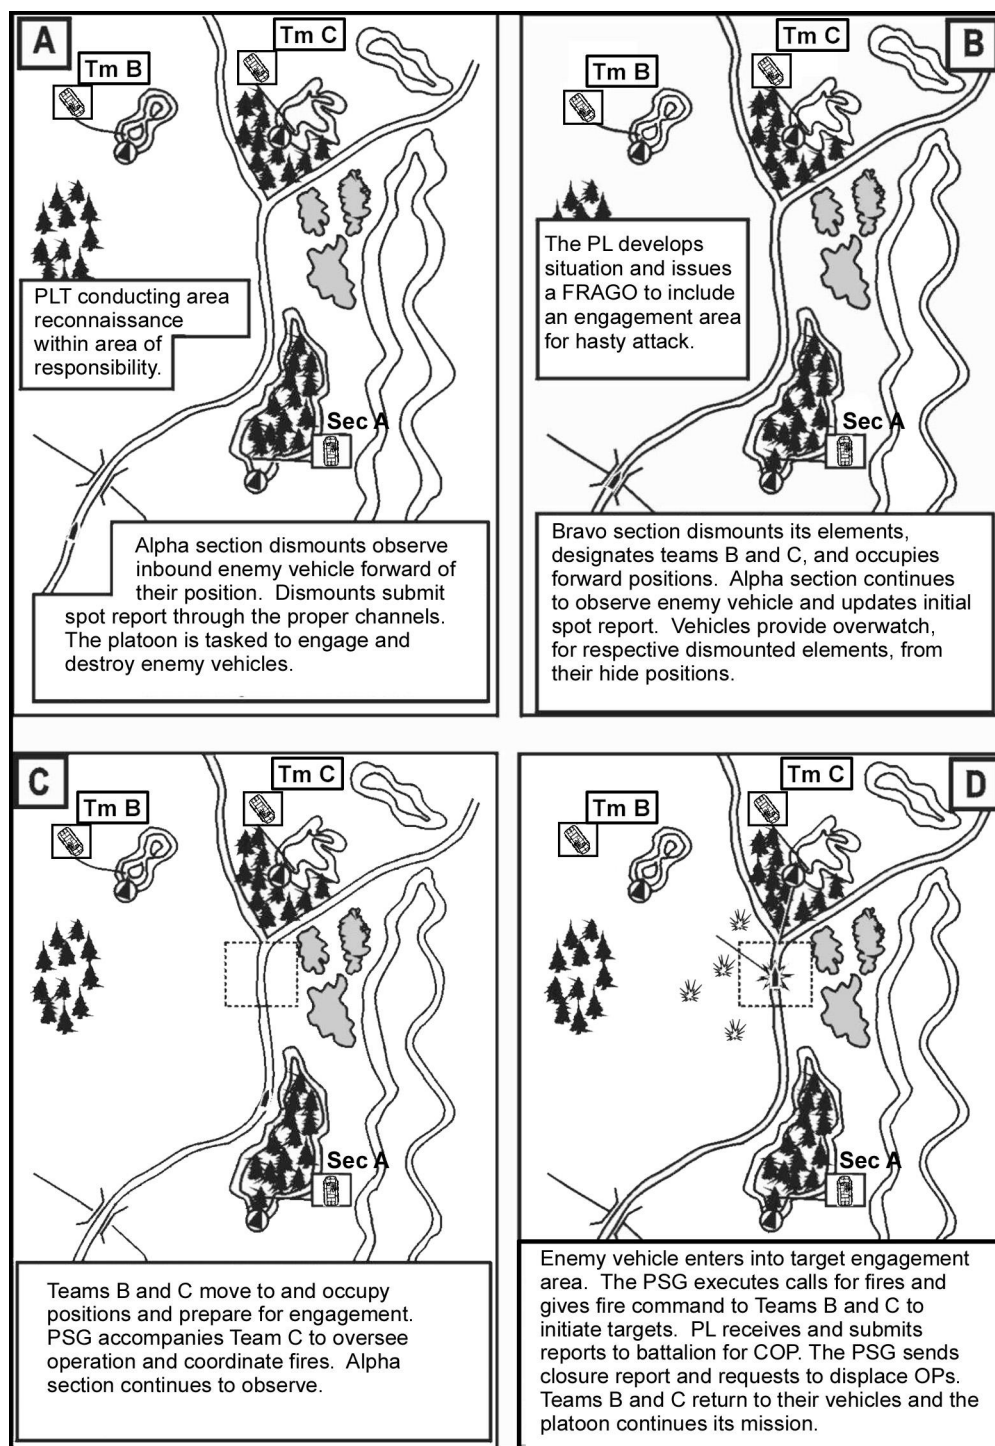 A
Tm B
Tm C
PLT conducting area
reconnaissance
within area of
responsibility.
Sec A
Alpha section dismounts observe
inbound enemy vehicle forward of
their position. Dismounts submit
spot report through the proper channels.
The platoon is tasked to engage and
destroy enemy vehicles.
B
Tm B
Tm C
The PL develops
situation and issues
a FRAGO to include
an engagement area
for hasty attack.
Sec A
Bravo section dismounts its elements,
designates teams B and C, and occupies
forward positions. Alpha section continues
to observe enemy vehicle and updates initial
spot report. Vehicles provide overwatch,
for respective dismounted elements, from
their hide positions.
C
Tm B
Tm C
Sec A
Teams B and C move to and occupy
positions and prepare for engagement.
PSG accompanies Team C to oversee
operation and coordinate fires. Alpha
section continues to observe.
D
Tm B
Tm C
Sec A
Enemy vehicle enters into target engagement
area. The PSG executes calls for fires and
gives fire command to Teams B and C to
initiate targets. PL receives and submits
reports to battalion for COP. The PSG sends
closure report and requests to displace OPs.
Teams B and C return to their vehicles and the
platoon continues its mission.